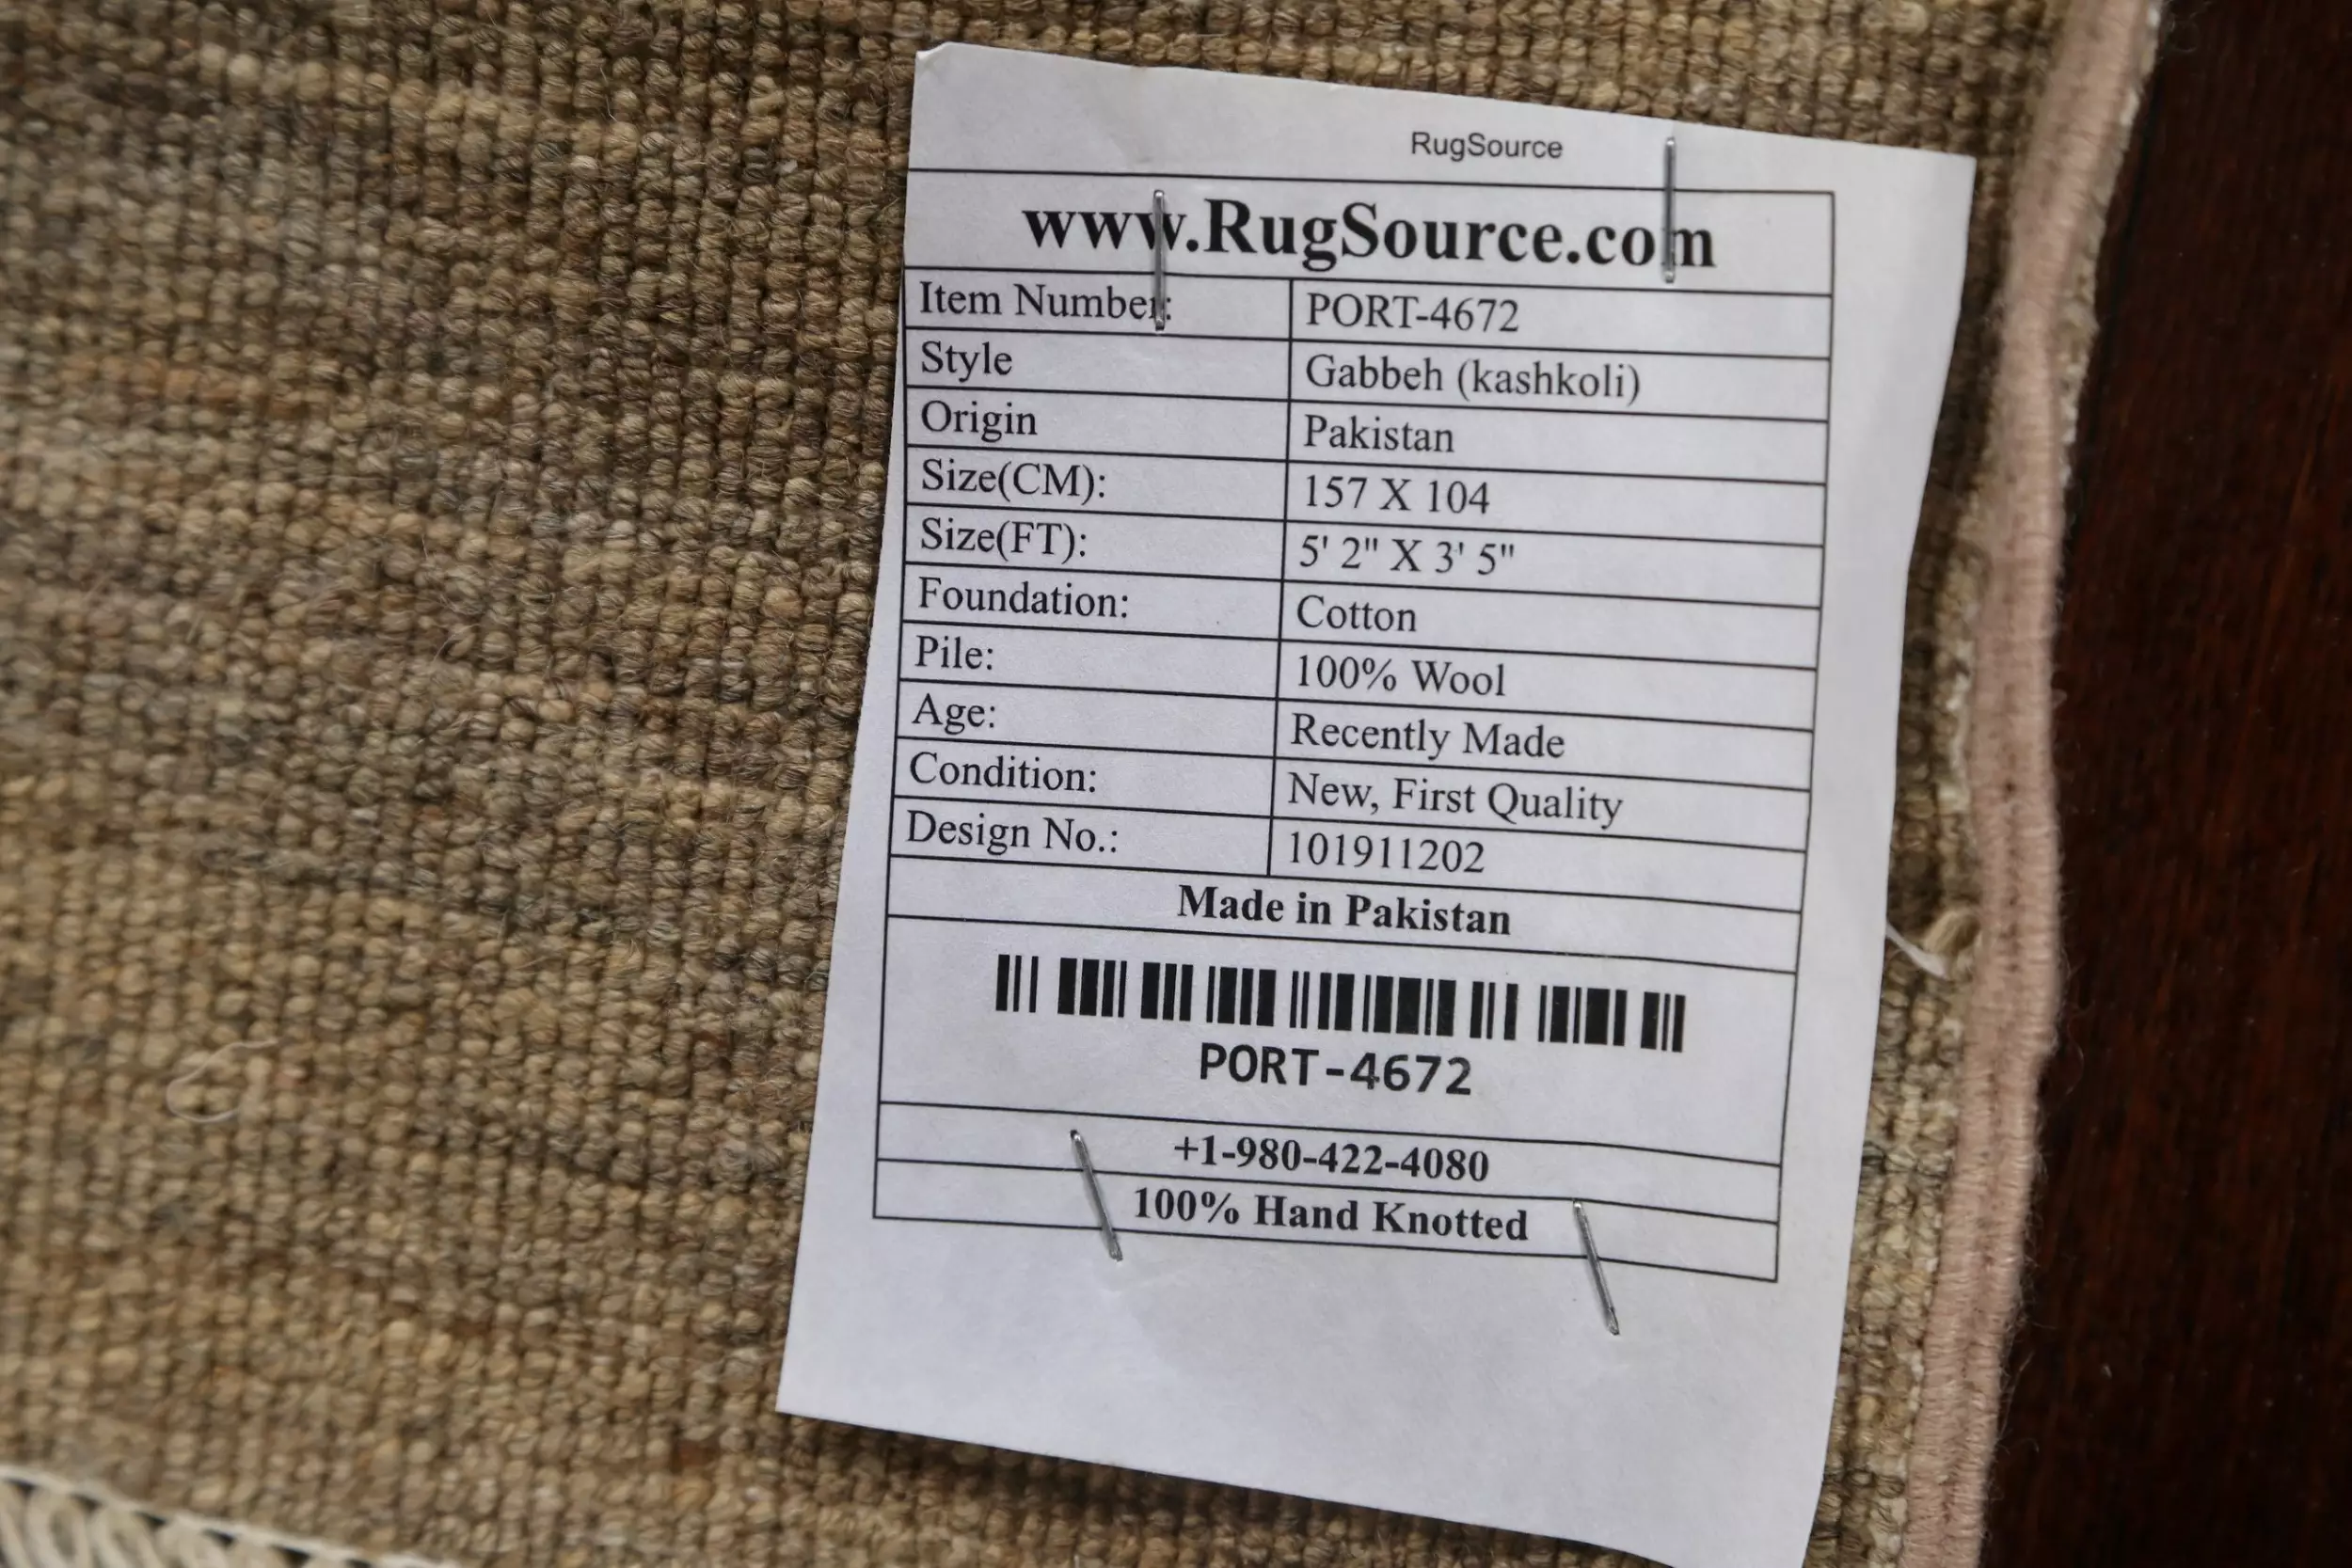 RugSource
www.RugSource.com
Item Number: PORT-4672
Style Gabbeh (kashkoli)
Origin Pakistan
Size(CM): 157 X 104
Size(FT): 5' 2" X 3' 5"
Foundation: Cotton
Pile: 100% Wool
Age: Recently Made
Condition: New, First Quality
Design No.: 101911202
Made in Pakistan
PORT-4672
+1-980-422-4080
100% Hand Knotted